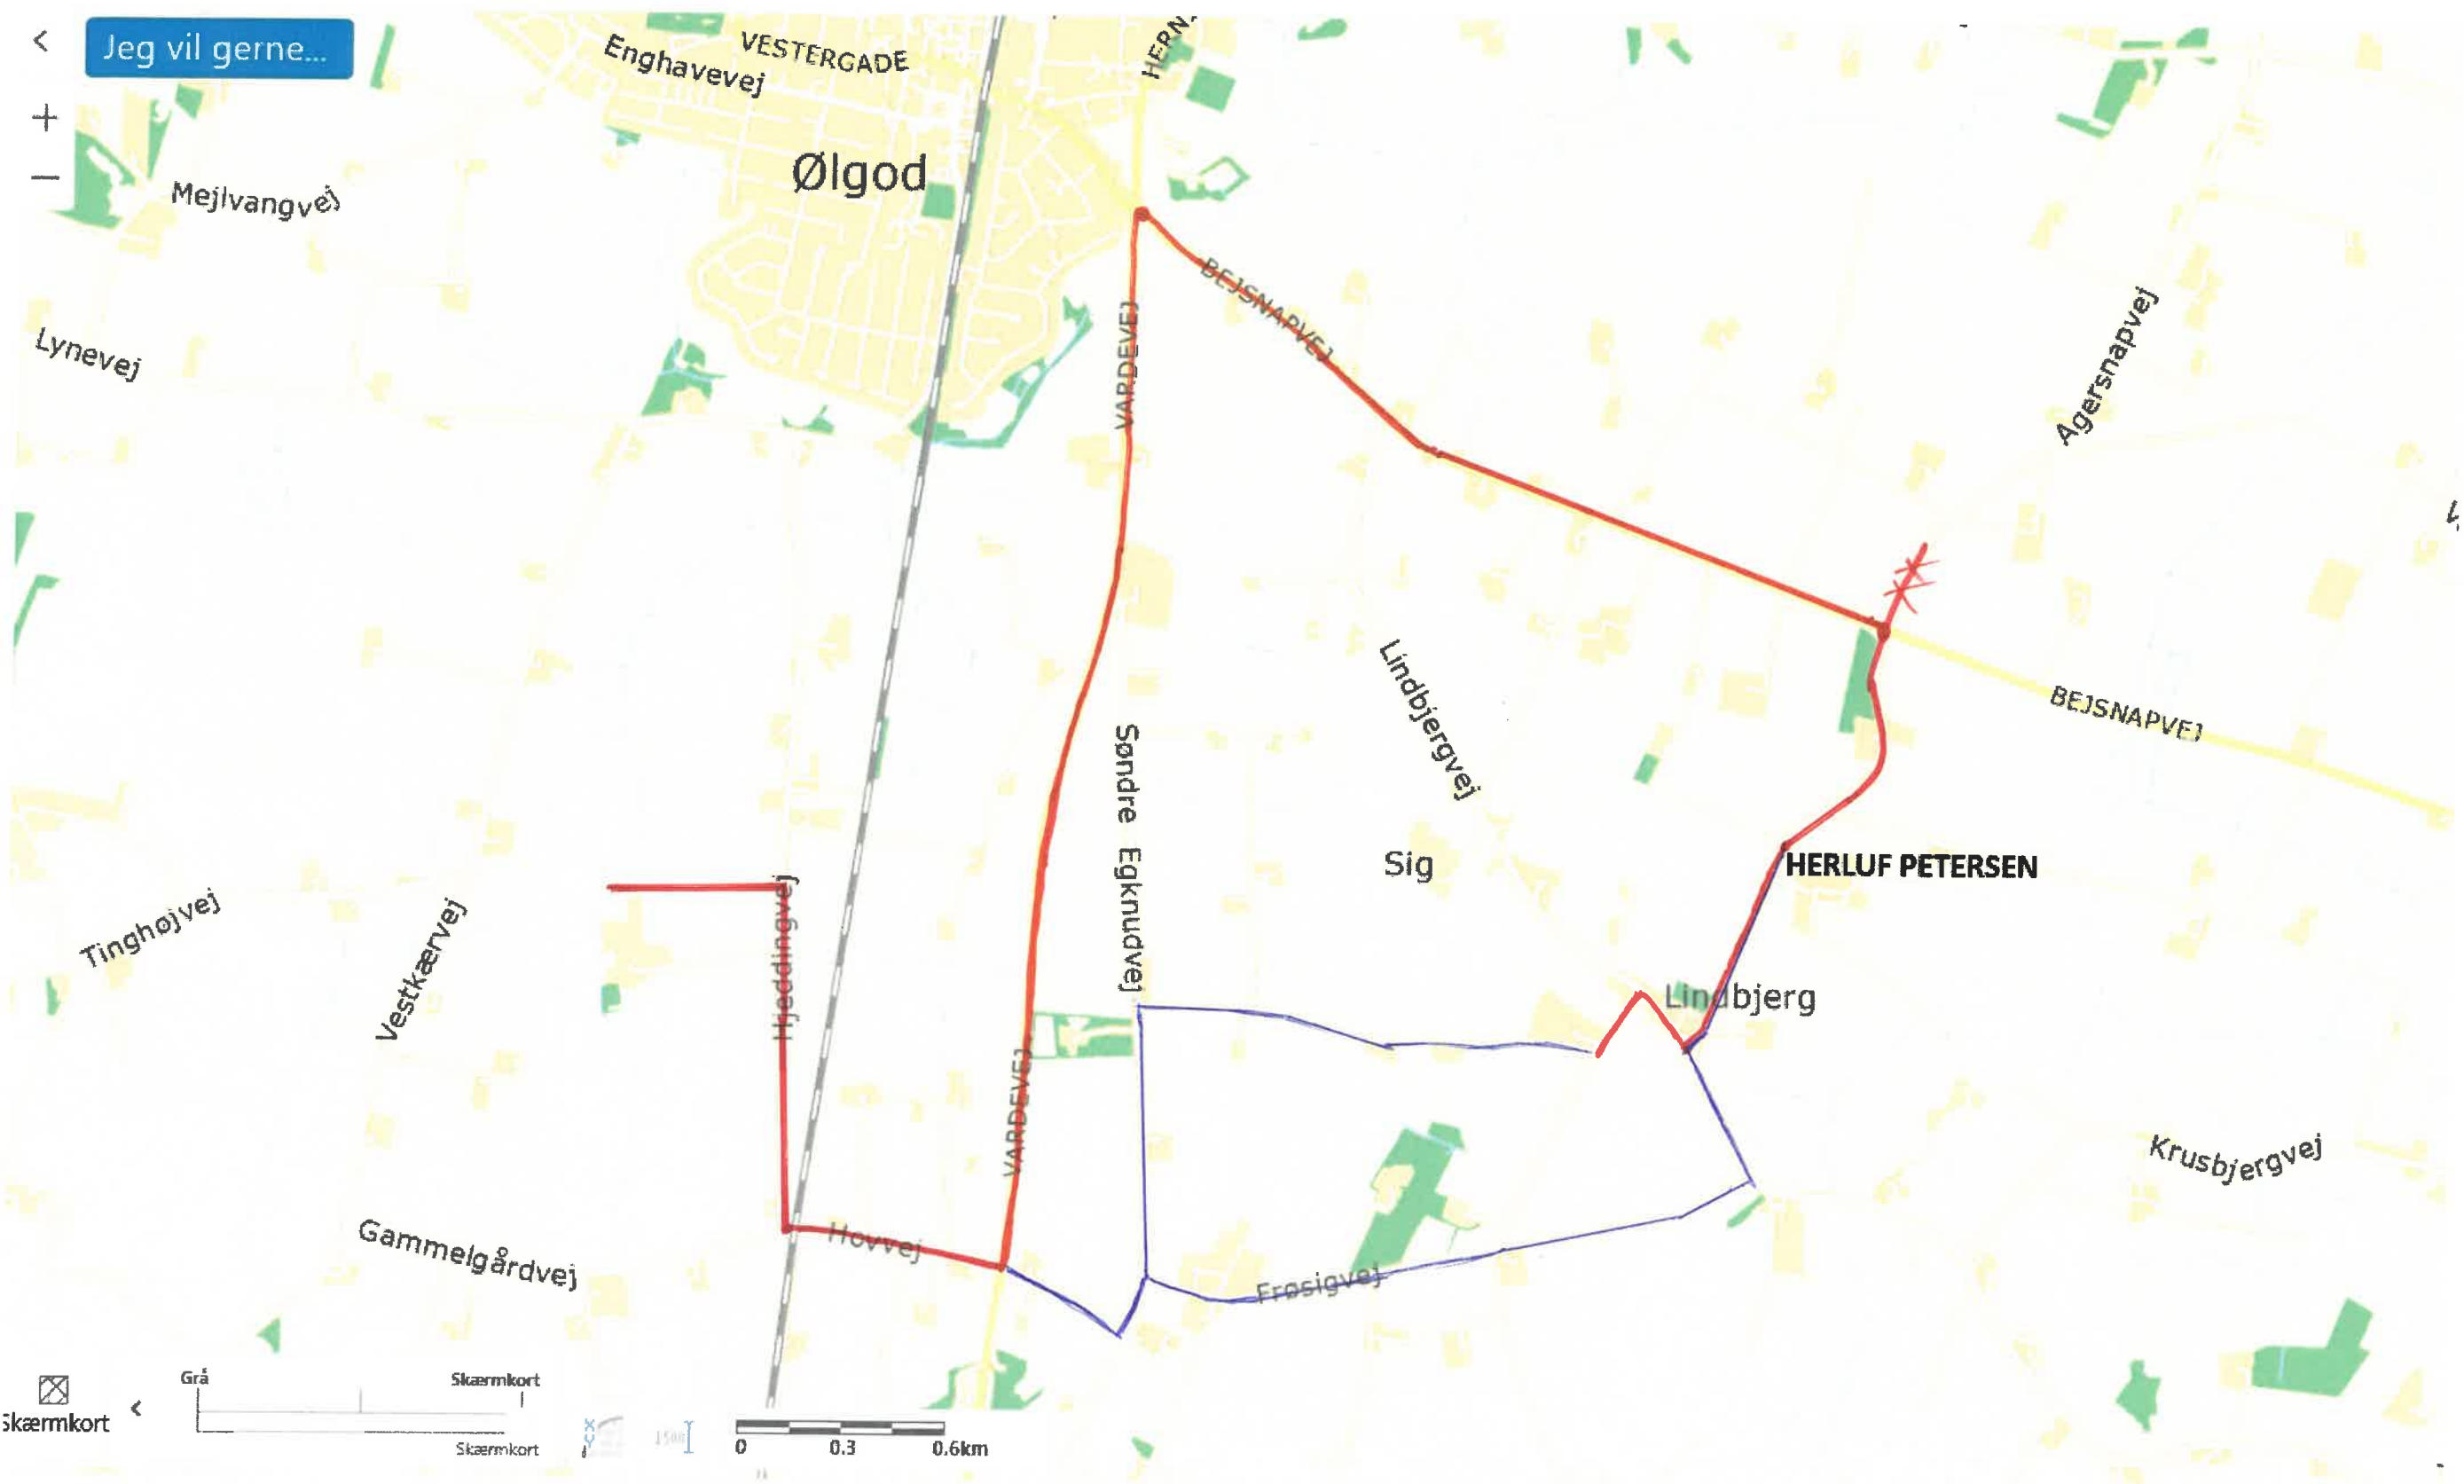 Jeg vil gerne...
Enghavevej
VESTERGADE
Ølgod
Mejlvangvej
BEJSNAPVEJ
Lynevej
VARDEVEJ
Agersnapvej
Lindbjergvej
BEJSNAPVEJ
Søndre Egknudvej
Sig
HERLUF PETERSEN
Tinghøjvej
Vestkærvej
Hjeddingvej
Lindbjerg
VARDEVEJ
Krusbjergvej
Gammelgårdvej
Hovvej
Frøsigvej
Grå
Skærmkort
Skærmkort
Skærmkort
0 0.3 0.6km